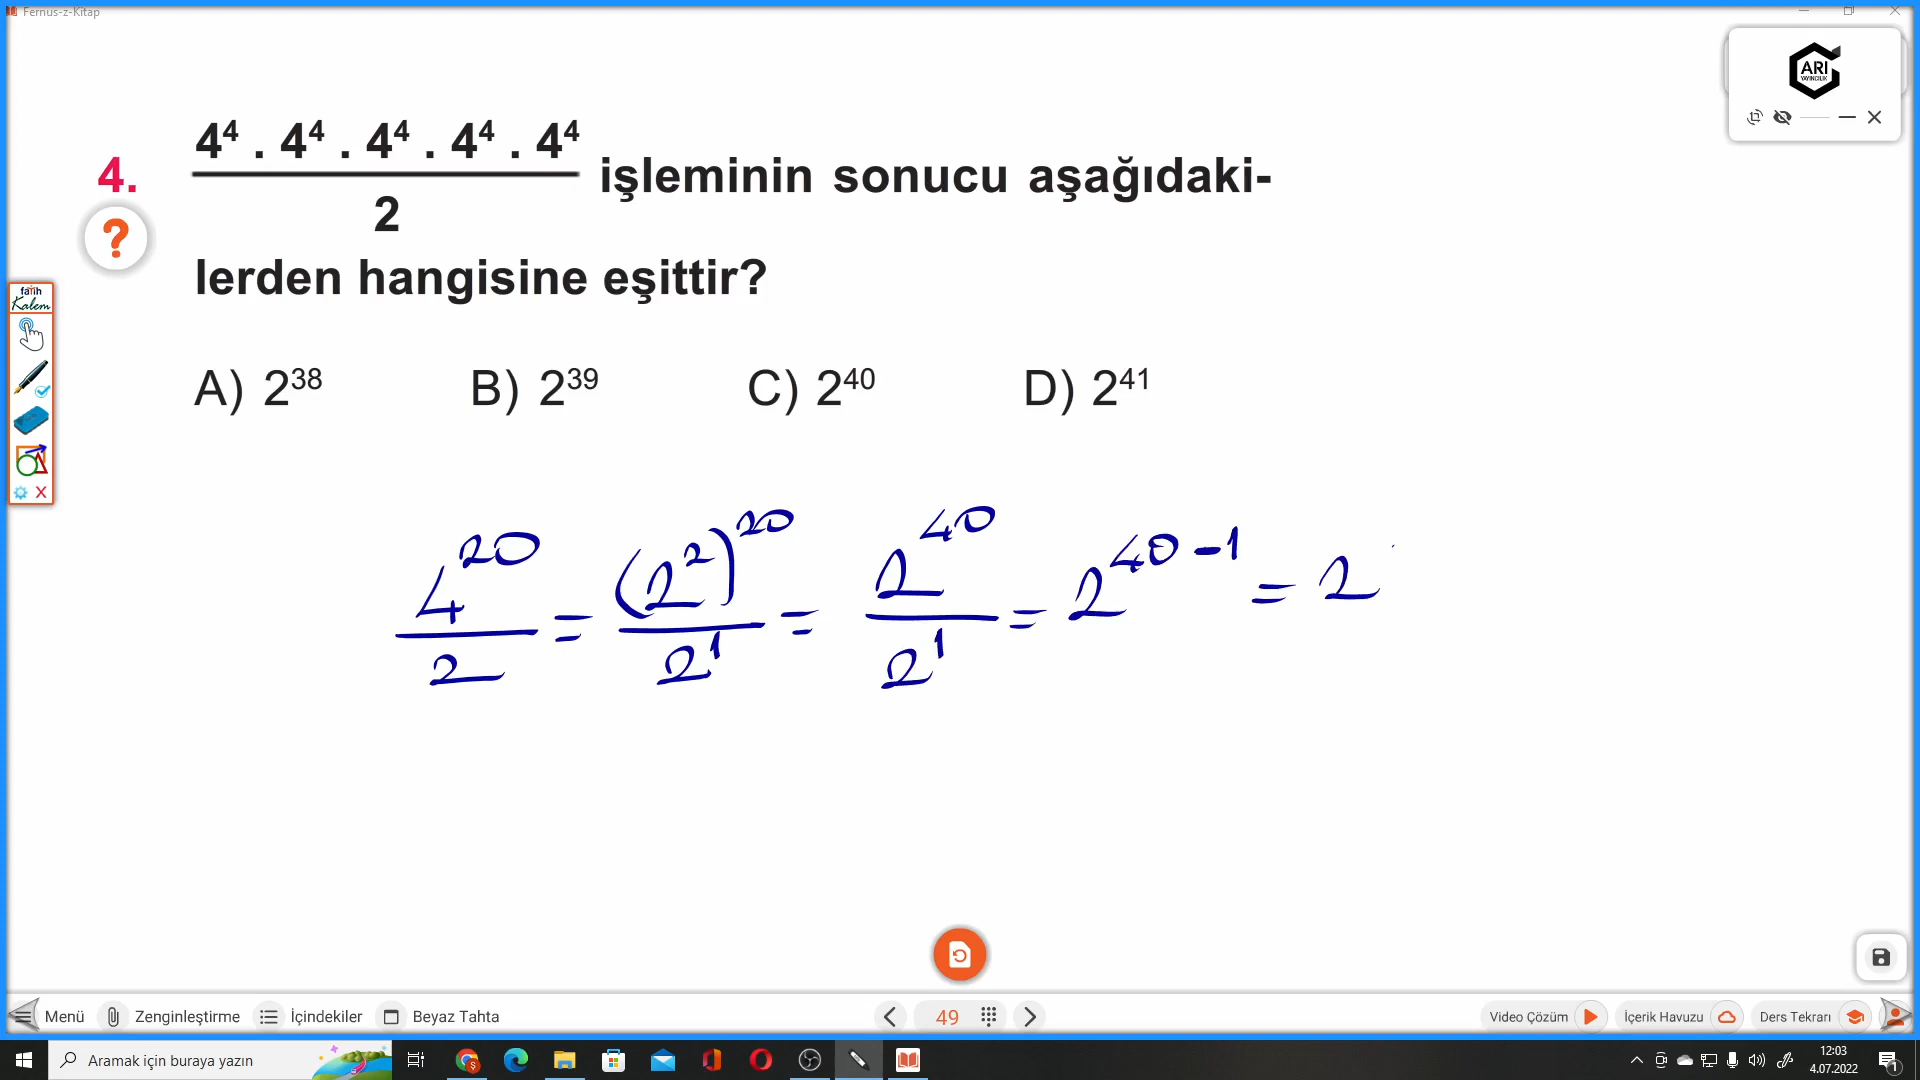 Fernus-z-Kitap
ARI
YAYINCILIK
4. 4⁴ . 4⁴ . 4⁴ . 4⁴ . 4⁴ / 2 işleminin sonucu aşağıdaki-
?
lerden hangisine eşittir?
fatih
Kalem
A) 2³⁸ B) 2³⁹ C) 2⁴⁰ D) 2⁴¹
4²⁰/2 = (2²)²⁰/2¹ = 2⁴⁰/2¹ = 2⁴⁰⁻¹ = 2
Menü Zenginleştirme İçindekiler Beyaz Tahta 49 Video Çözüm İçerik Havuzu Ders Tekrarı
Aramak için buraya yazın 12:03
4.07.2022
1